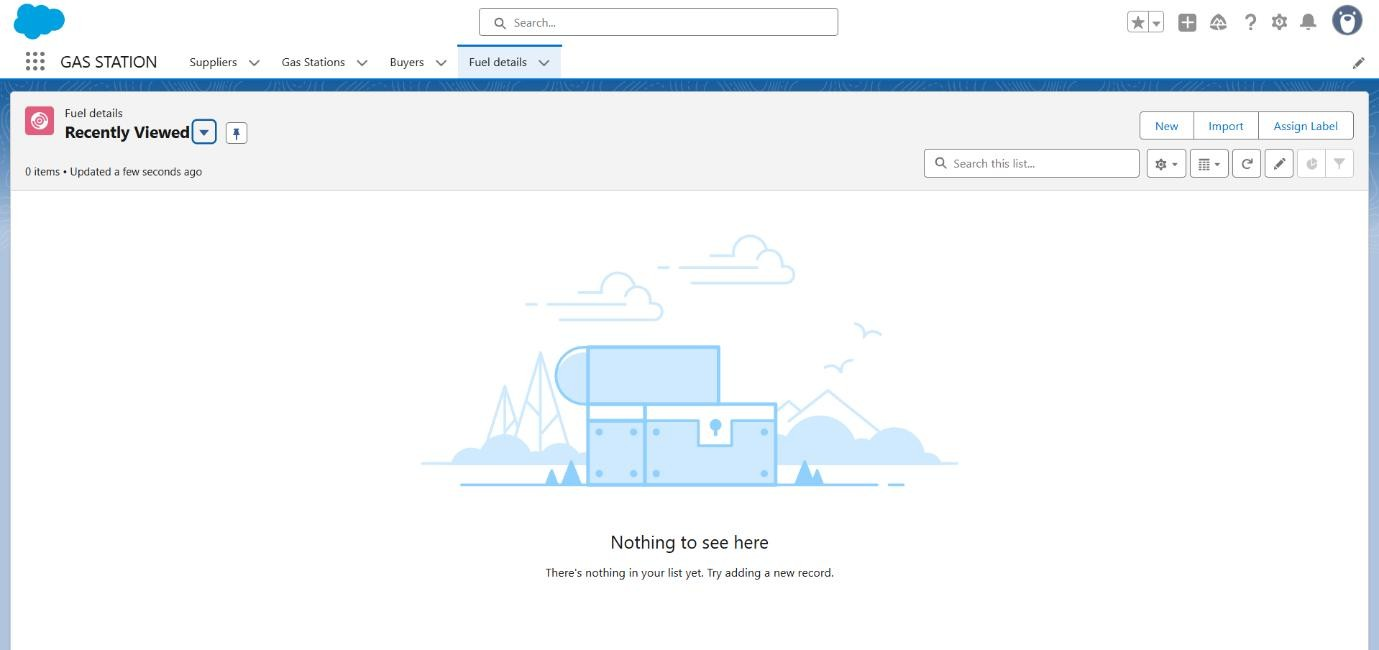 Search...
GAS STATION
Suppliers
Gas Stations
Buyers
Fuel details
Fuel details
Recently Viewed
New
Import
Assign Label
0 items • Updated a few seconds ago
Search this list...
Nothing to see here
There's nothing in your list yet. Try adding a new record.